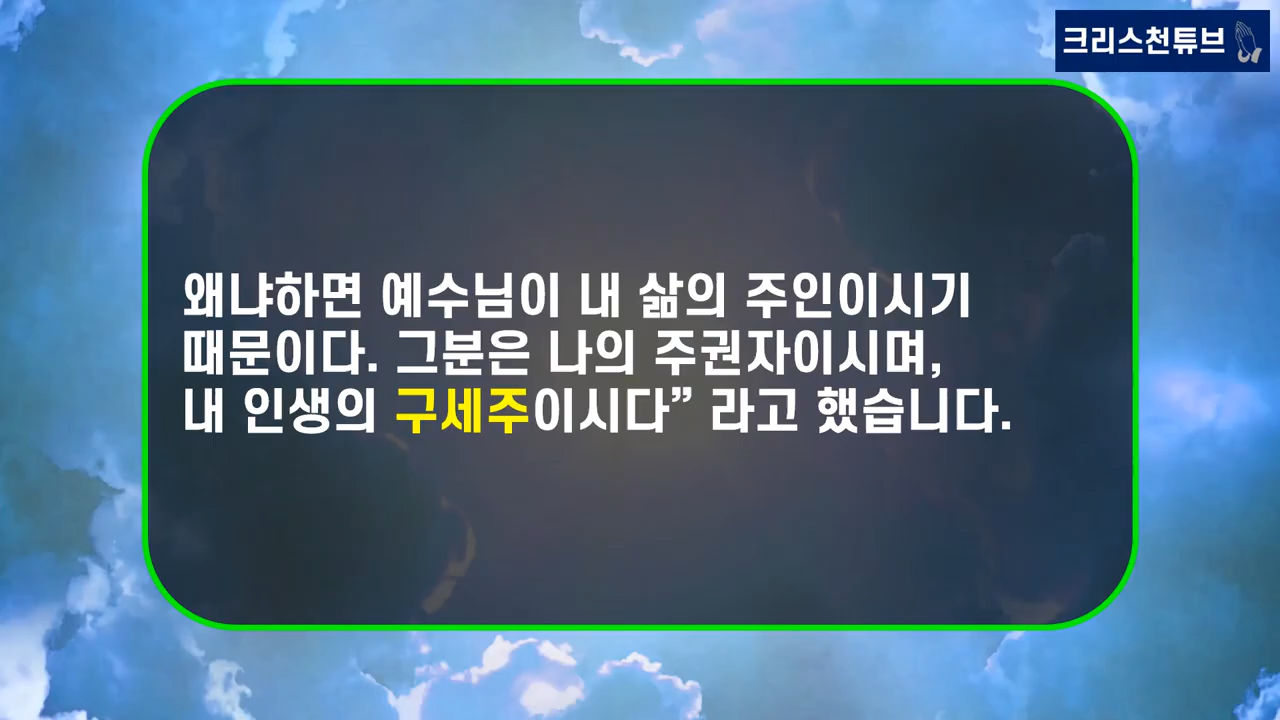 크리스천튜브
왜냐하면 예수님이 내 삶의 주인이시기
때문이다. 그분은 나의 주권자이시며,
내 인생의 구세주이시다” 라고 했습니다.